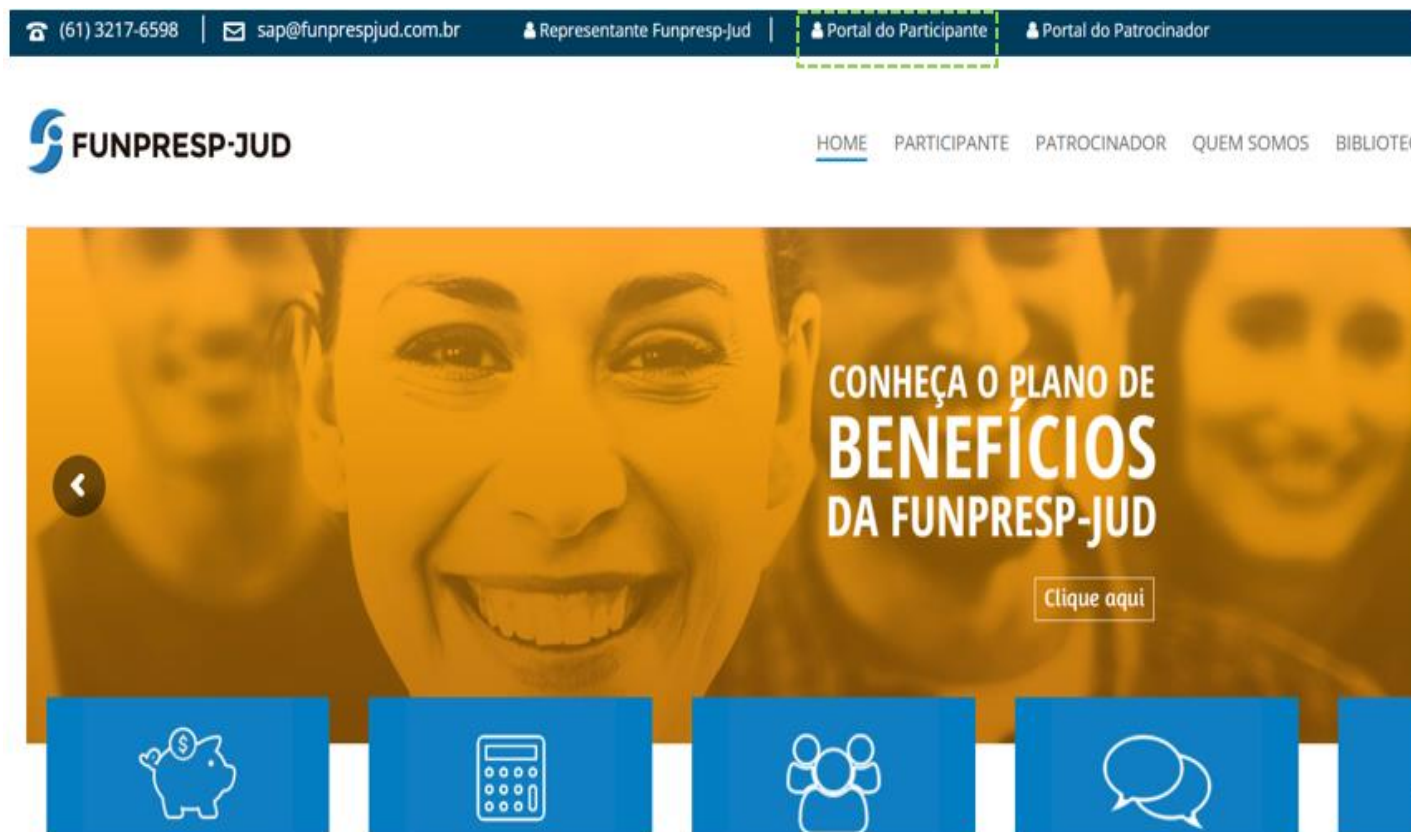 (61) 3217-6598 | sap@funprespjud.com.br Representante Funpresp-Jud | Portal do Participante Portal do Patrocinador
FUNPRESP-JUD
HOME PARTICIPANTE PATROCINADOR QUEM SOMOS BIBLIOTE
CONHEÇA O PLANO DE
BENEFÍCIOS
DA FUNPRESP-JUD
Clique aqui
$